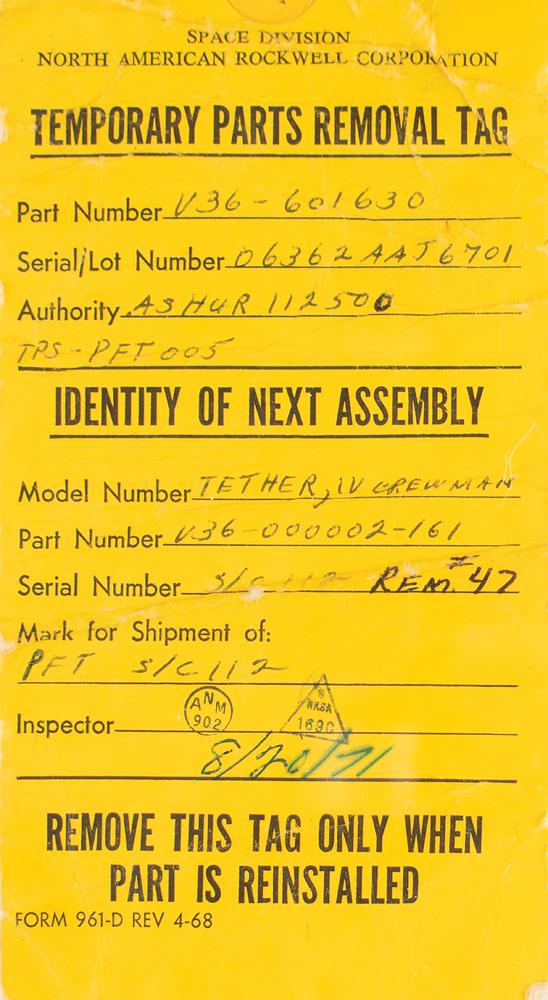 SPACE DIVISION
NORTH AMERICAN ROCKWELL CORPORATION
TEMPORARY PARTS REMOVAL TAG
Part Number V36-601630
Serial/Lot Number 06362AAJ6701
Authority ASHUR 112500
TPS-PFT005
IDENTITY OF NEXT ASSEMBLY
Model Number TETHER, IV CREWMAN
Part Number V36-000002-161
Serial Number S/C 112 REM. # 47
Mark for Shipment of:
PFT S/C 112
Inspector
ANM
902
NASA
8/20/71
REMOVE THIS TAG ONLY WHEN
PART IS REINSTALLED
FORM 961-D REV 4-68